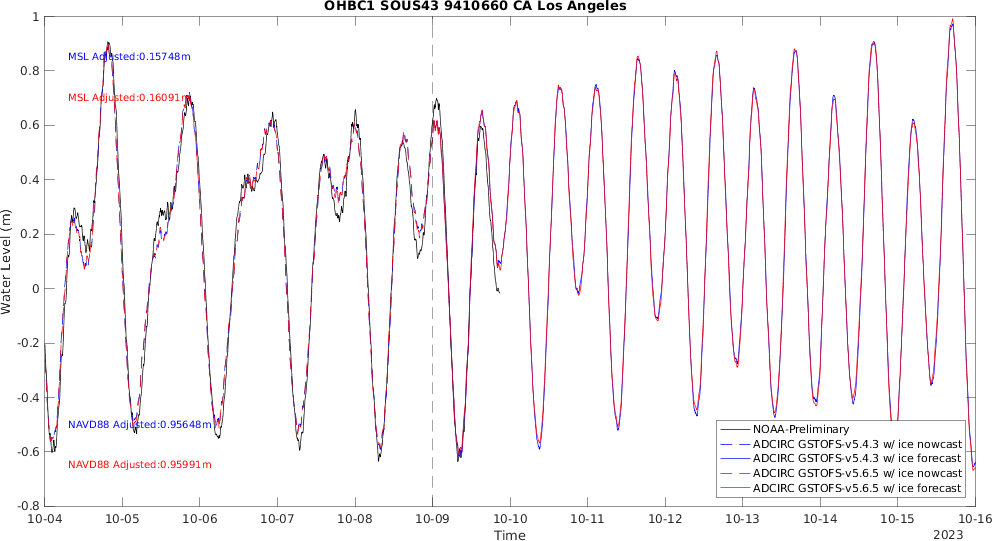 OHBC1 SOUS43 9410660 CA Los Angeles
1
0.8
0.6
0.4
0.2
0
-0.2
-0.4
-0.6
-0.8
Water Level (m)
MSL Adjusted:0.15748m
MSL Adjusted:0.16091m
NAVD88 Adjusted:0.95648m
NAVD88 Adjusted:0.95991m
NOAA-Preliminary
ADCIRC GSTOFS-v5.4.3 w/ ice nowcast
ADCIRC GSTOFS-v5.4.3 w/ ice forecast
ADCIRC GSTOFS-v5.6.5 w/ ice nowcast
ADCIRC GSTOFS-v5.6.5 w/ ice forecast
10-04 10-05 10-06 10-07 10-08 10-09 10-10 10-11 10-12 10-13 10-14 10-15 10-16
Time
2023